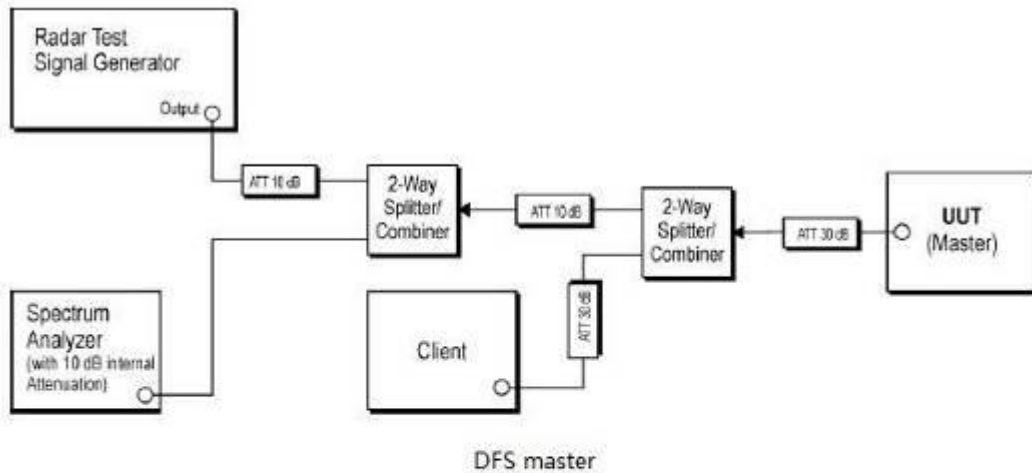 Radar Test
Signal Generator
Output
ATT 10 dB
2-Way
Splitter/
Combiner
ATT 10 dB
2-Way
Splitter/
Combiner
ATT 30 dB
UUT
(Master)
Spectrum
Analyzer
(with 10 dB internal
Attenuation)
Client
ATT 30 dB
DFS master